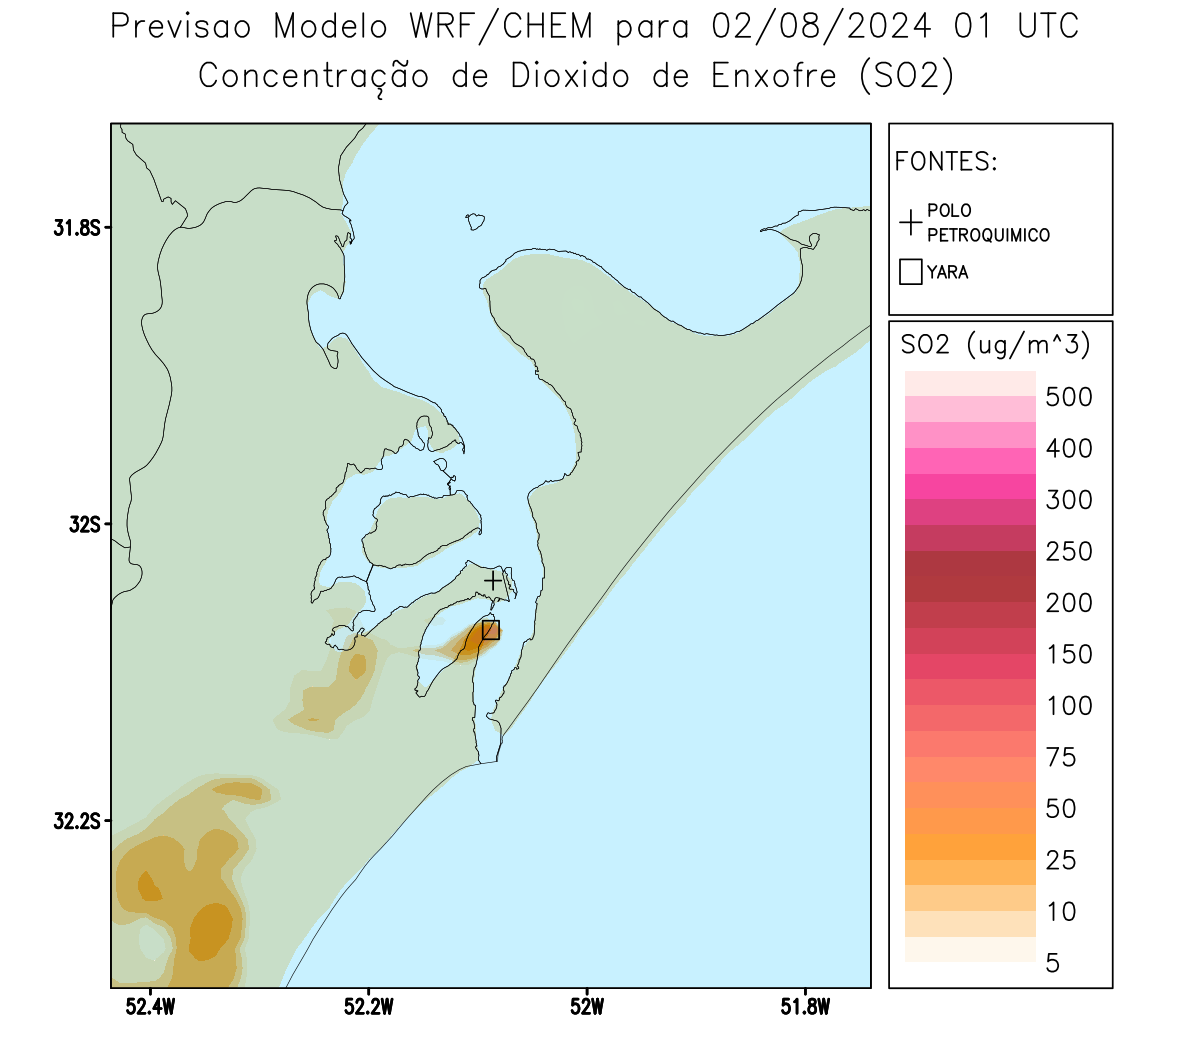 Previsao Modelo WRF/CHEM para 02/08/2024 01 UTC
Concentração de Dioxido de Enxofre (SO2)
FONTES:
POLO
PETROQUIMICO
YARA
31.8S
32S
32.2S
52.4W
52.2W
52W
51.8W
SO2 (ug/m^3)
500
400
300
250
200
150
100
75
50
25
10
5